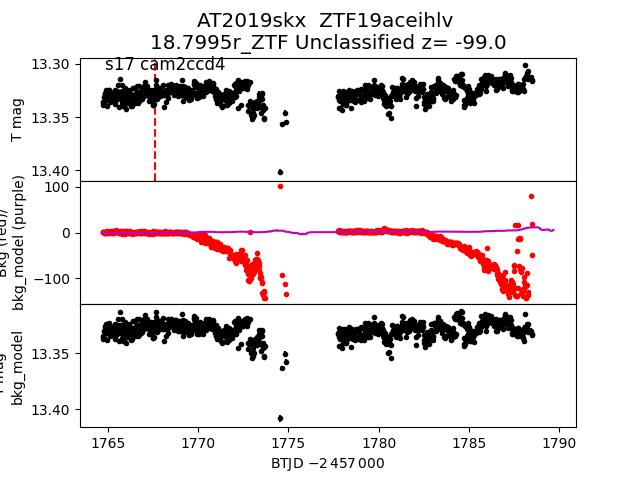 AT2019skx  ZTF19aceihlv
18.7995r_ZTF Unclassified z= -99.0
s17 cam2ccd4
13.30
13.35
13.40
T mag
100
0
−100
Bkg (red)/
bkg_model (purple)
13.35
13.40
bkg_model
1765
1770
1775
1780
1785
1790
BTJD −2 457 000